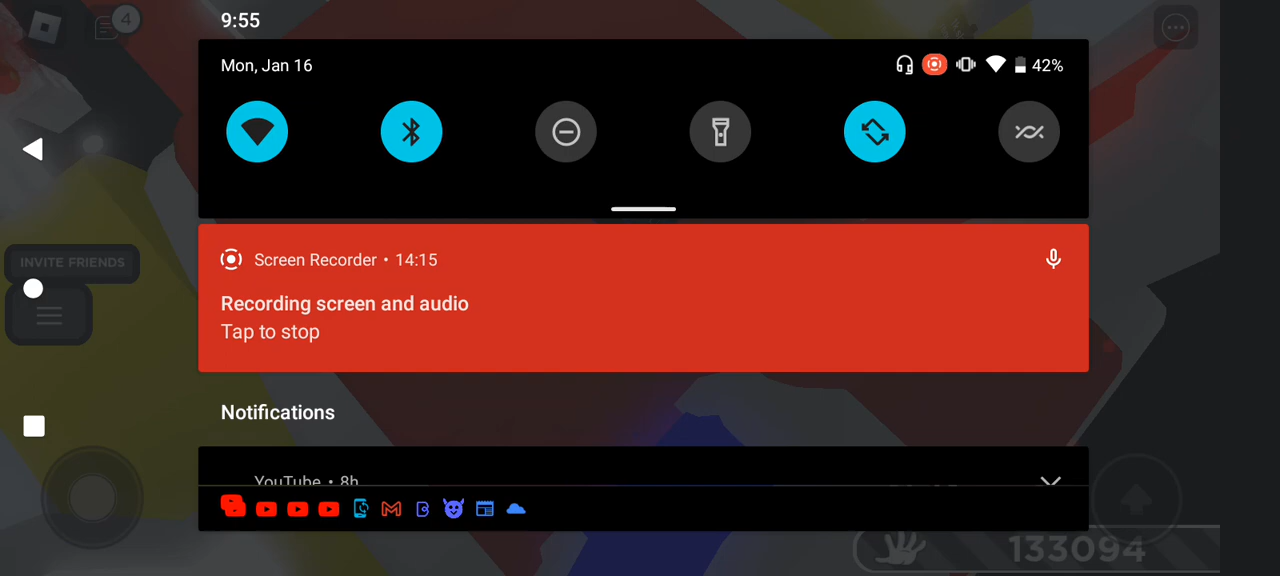 4
9:55
Mon, Jan 16
42%
INVITE FRIENDS
Screen Recorder • 14:15
Recording screen and audio
Tap to stop
Notifications
YouTube • 8h
133094